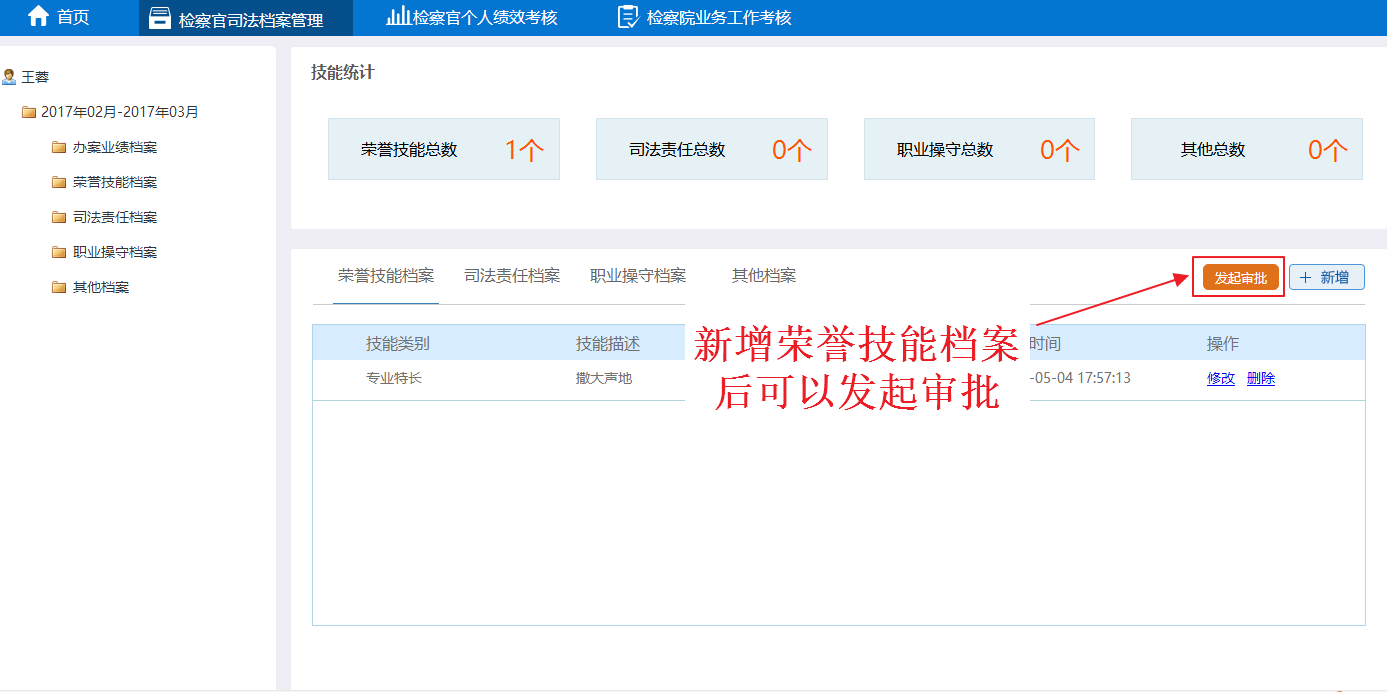 首页 检察官司法档案管理 检察官个人绩效考核 检察院业务工作考核
王蓉
2017年02月-2017年03月
办案业绩档案
荣誉技能档案
司法责任档案
职业操守档案
其他档案
技能统计
荣誉技能总数 1个 司法责任总数 0个 职业操守总数 0个 其他总数 0个
荣誉技能档案 司法责任档案 职业操守档案 其他档案 发起审批 + 新增
技能类别 技能描述 时间 操作
专业特长 撒大声地 -05-04 17:57:13 修改 删除
新增荣誉技能档案
后可以发起审批